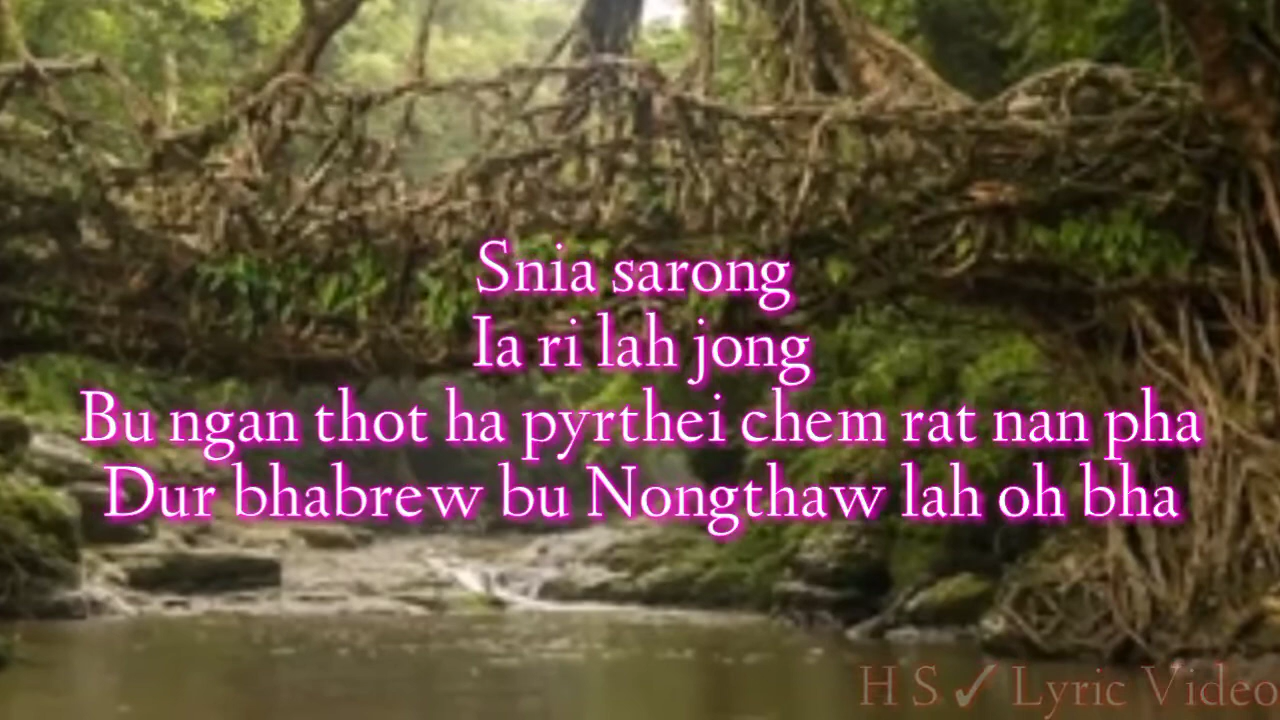 Snia sarong
Ia ri lah jong
Bu ngan thot ha pyrthei chem rat nan pha
Dur bhabrew bu Nongthaw lah oh bha
H S ✓ Lyric Video